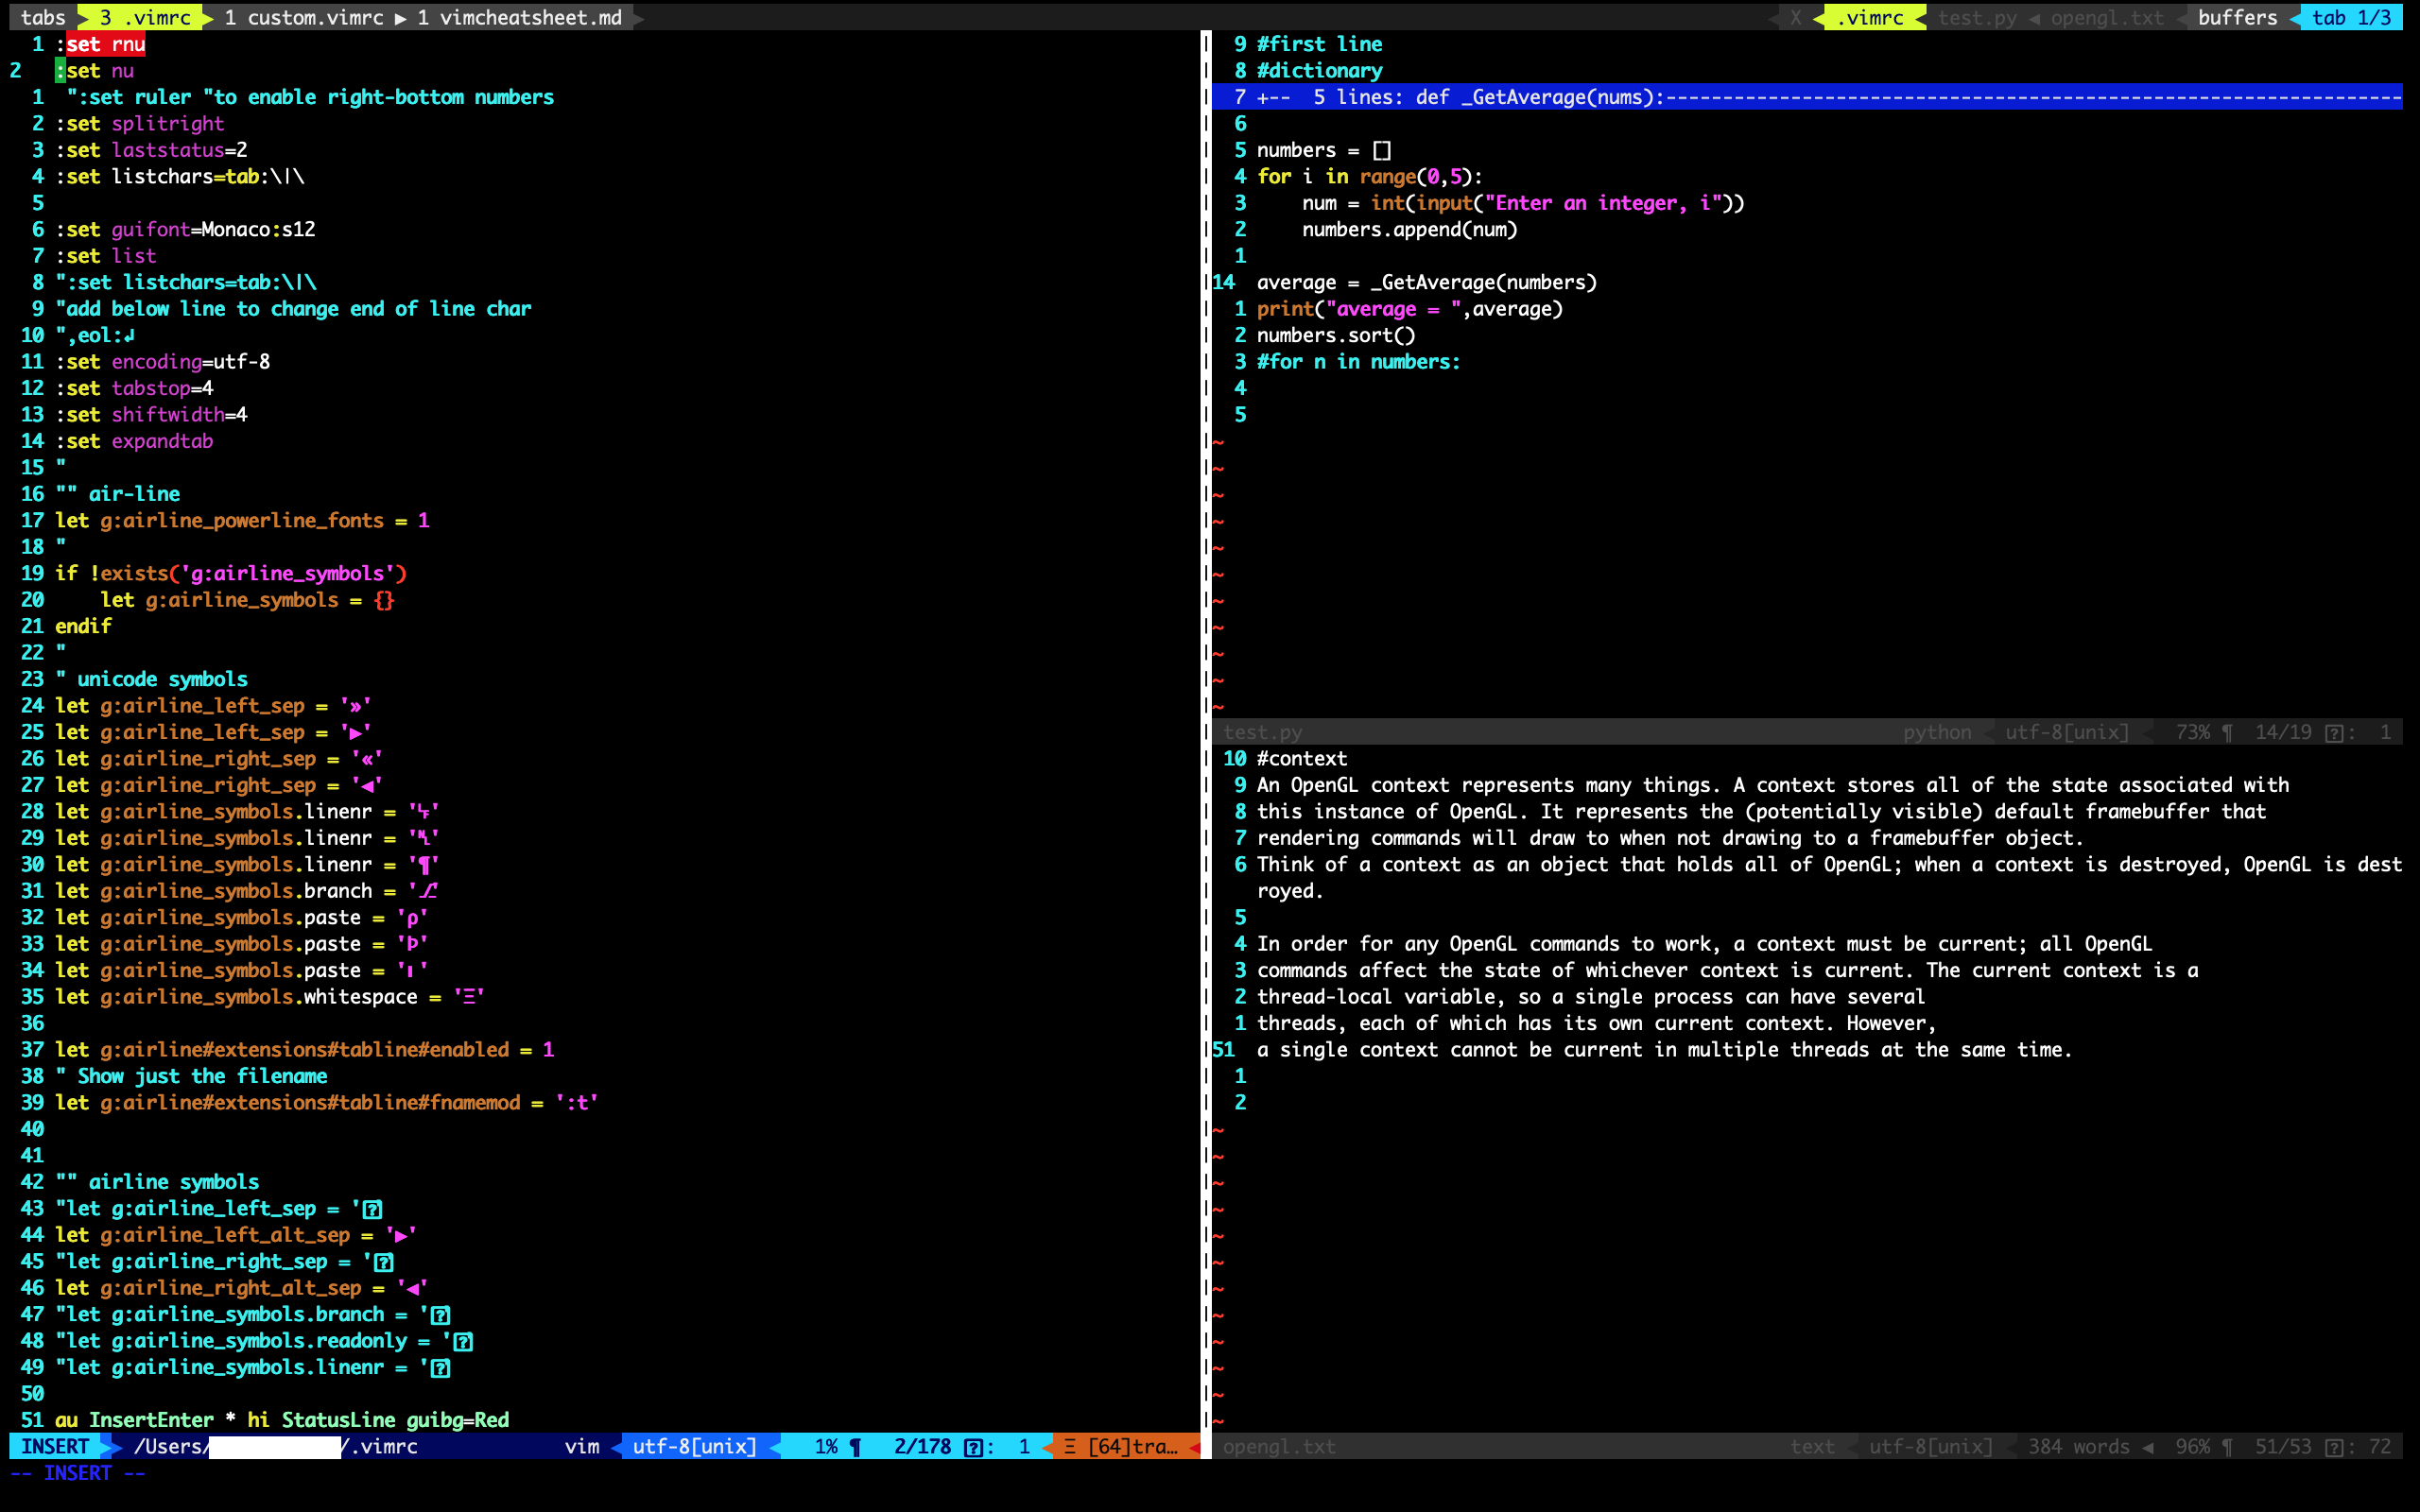 tabs 3 .vimrc 1 custom.vimrc ▶ 1 vimcheatsheet.md X .vimrc test.py ◀ opengl.txt buffers tab 1/3
1 :set rnu
2 :set nu
1 ":set ruler "to enable right-bottom numbers
2 :set splitright
3 :set laststatus=2
4 :set listchars=tab:\|\
5
6 :set guifont=Monaco:s12
7 :set list
8 ":set listchars=tab:\|\
9 "add below line to change end of line char
10 ",eol:↲
11 :set encoding=utf-8
12 :set tabstop=4
13 :set shiftwidth=4
14 :set expandtab
15 "
16 "" air-line
17 let g:airline_powerline_fonts = 1
18 "
19 if !exists('g:airline_symbols')
20     let g:airline_symbols = {}
21 endif
22 "
23 " unicode symbols
24 let g:airline_left_sep = '»'
25 let g:airline_left_sep = '▶'
26 let g:airline_right_sep = '«'
27 let g:airline_right_sep = '◀'
28 let g:airline_symbols.linenr = '␊'
29 let g:airline_symbols.linenr = '␤'
30 let g:airline_symbols.linenr = '¶'
31 let g:airline_symbols.branch = '⎇'
32 let g:airline_symbols.paste = 'ρ'
33 let g:airline_symbols.paste = 'Þ'
34 let g:airline_symbols.paste = ' '
35 let g:airline_symbols.whitespace = 'Ξ'
36
37 let g:airline#extensions#tabline#enabled = 1
38 " Show just the filename
39 let g:airline#extensions#tabline#fnamemod = ':t'
40
41
42 "" airline symbols
43 "let g:airline_left_sep = '
44 let g:airline_left_alt_sep = '▶'
45 "let g:airline_right_sep = '
46 let g:airline_right_alt_sep = '◀'
47 "let g:airline_symbols.branch = '
48 "let g:airline_symbols.readonly = '
49 "let g:airline_symbols.linenr = '
50
51 au InsertEnter * hi StatusLine guibg=Red
INSERT /Users/ /.vimrc vim utf-8[unix] 1% ¶ 2/178 : 1 Ξ [64]tra…
-- INSERT --
9 #first line
8 #dictionary
7 +--  5 lines: def _GetAverage(nums):-----------------------------------------------------------------
6
5 numbers = []
4 for i in range(0,5):
3     num = int(input("Enter an integer, i"))
2     numbers.append(num)
1
14 average = _GetAverage(numbers)
1 print("average = ",average)
2 numbers.sort()
3 #for n in numbers:
4
5
~
~
~
~
~
~
~
~
~
~
~
test.py python utf-8[unix] 73% ¶ 14/19 : 1
10 #context
9 An OpenGL context represents many things. A context stores all of the state associated with
8 this instance of OpenGL. It represents the (potentially visible) default framebuffer that
7 rendering commands will draw to when not drawing to a framebuffer object.
6 Think of a context as an object that holds all of OpenGL; when a context is destroyed, OpenGL is dest
royed.
5
4 In order for any OpenGL commands to work, a context must be current; all OpenGL
3 commands affect the state of whichever context is current. The current context is a
2 thread-local variable, so a single process can have several
1 threads, each of which has its own current context. However,
51 a single context cannot be current in multiple threads at the same time.
1
2
~
~
~
~
~
~
~
~
~
~
~
~
opengl.txt text utf-8[unix] 384 words ◀ 96% ¶ 51/53 : 72